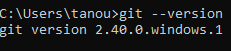 C:\Users\tanou>git --version
git version 2.40.0.windows.1